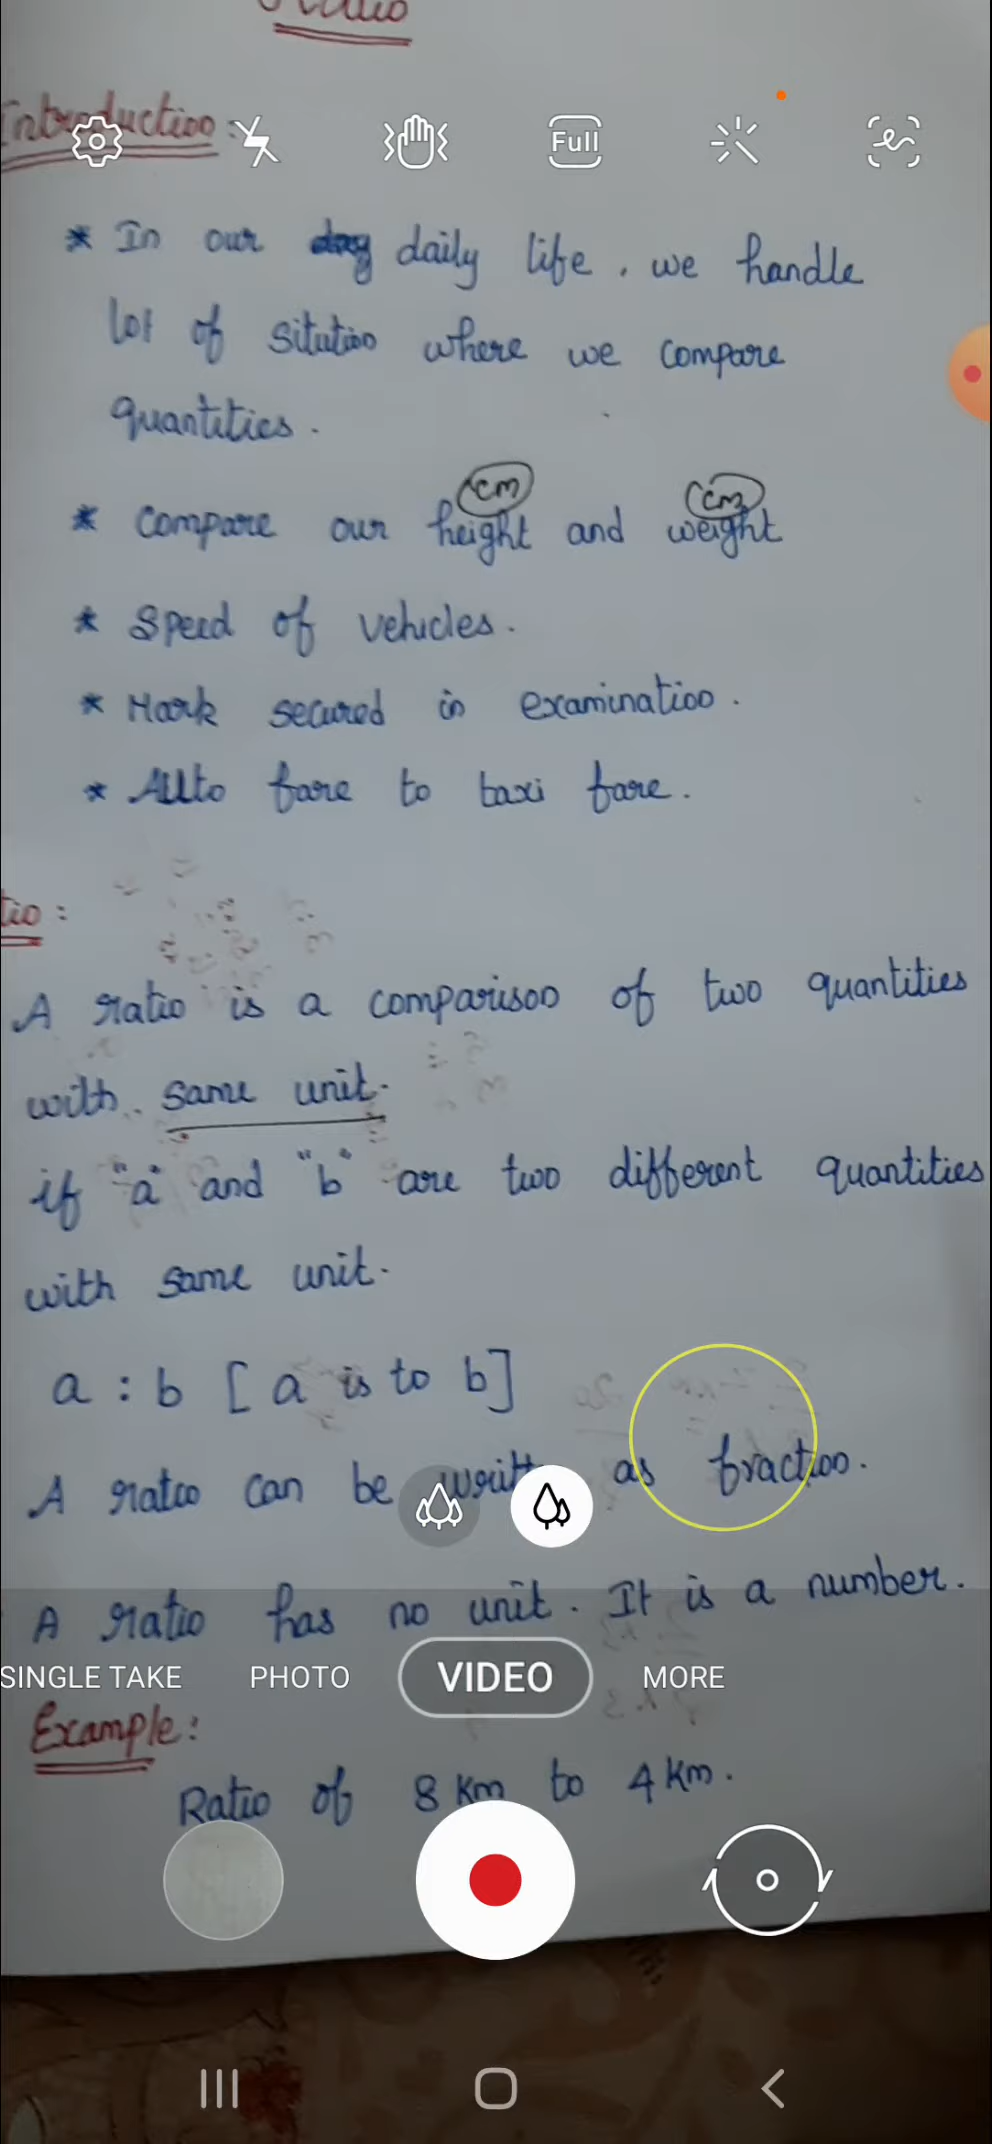 Ratio
Introduction:
Full
* In our day daily life, we handle
lot of sitution where we compare
quantities.
cm cm
* Compare our height and weight
* Speed of vehicles.
* Mark secured in examination.
* Auto fare to taxi fare.
tio:
A ratio is a comparison of two quantities
with same unit.
if "a" and "b" are two different quantities
with same unit.
a : b [a is to b]
A ratio can be as fraction.
A ratio has no unit. It is a number.
SINGLE TAKE PHOTO VIDEO MORE
Example:
Ratio of 8 Km to 4 Km.